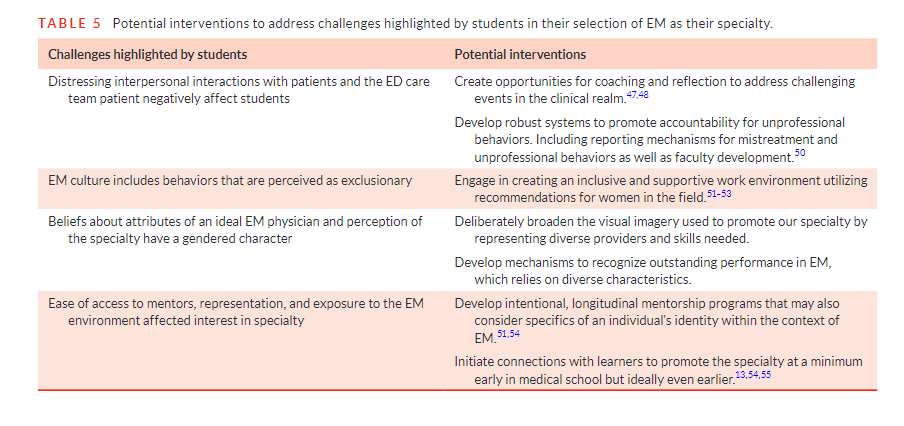 TABLE 5 Potential interventions to address challenges highlighted by students in their selection of EM as their specialty.
Challenges highlighted by students
Potential interventions
Distressing interpersonal interactions with patients and the ED care
team patient negatively affect students
Create opportunities for coaching and reflection to address challenging
events in the clinical realm.47,48
Develop robust systems to promote accountability for unprofessional
behaviors. Including reporting mechanisms for mistreatment and
unprofessional behaviors as well as faculty development.50
EM culture includes behaviors that are perceived as exclusionary
Engage in creating an inclusive and supportive work environment utilizing
recommendations for women in the field.51-53
Beliefs about attributes of an ideal EM physician and perception of
the specialty have a gendered character
Deliberately broaden the visual imagery used to promote our specialty by
representing diverse providers and skills needed.
Develop mechanisms to recognize outstanding performance in EM,
which relies on diverse characteristics.
Ease of access to mentors, representation, and exposure to the EM
environment affected interest in specialty
Develop intentional, longitudinal mentorship programs that may also
consider specifics of an individual's identity within the context of
EM.51,54
Initiate connections with learners to promote the specialty at a minimum
early in medical school but ideally even earlier.13,54,55